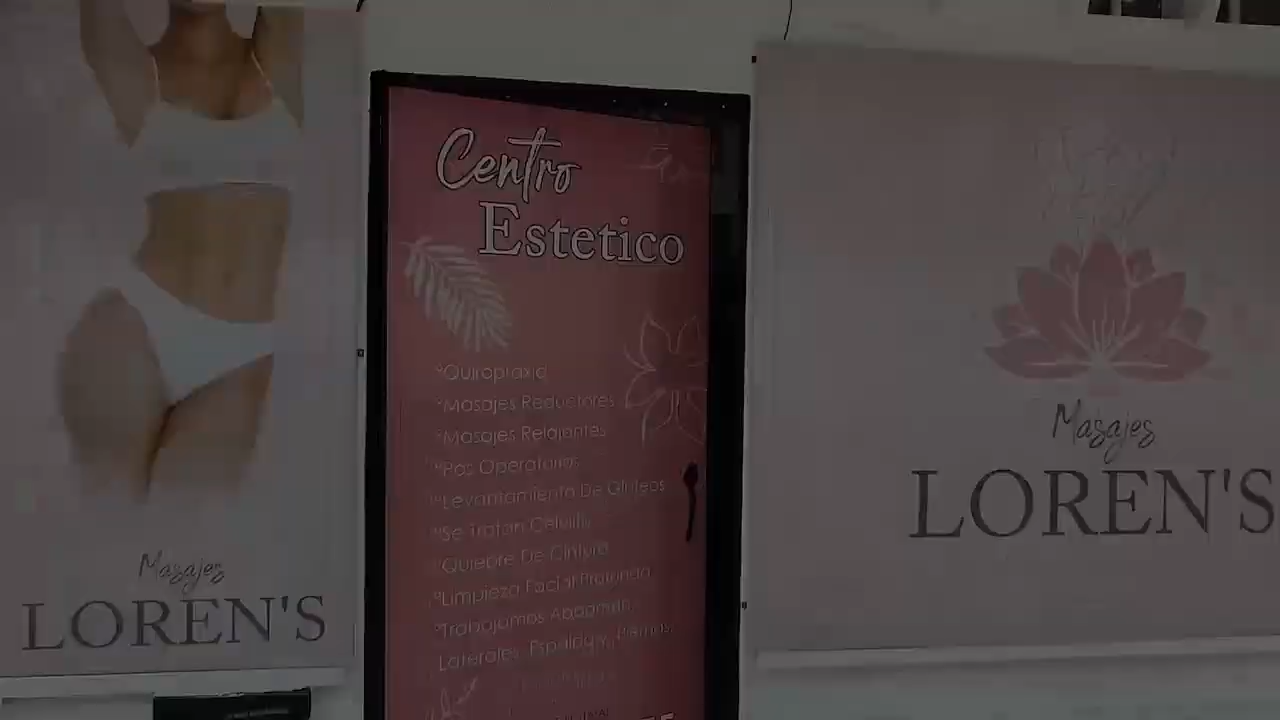 Centro
Estetico
*Quiropraxia
*Masajes Reductores
*Masajes Relajantes
*Pos Operatorios
*Levantamiento De Gluteos
*Se Tratan Celulitis
*Quiebre De Cintura
*Limpieza Facial Profunda
*Trabajamos Abdomen,
Laterales, Espalda y Piernas
Masajes
LOREN'S
Masajes
LOREN'S